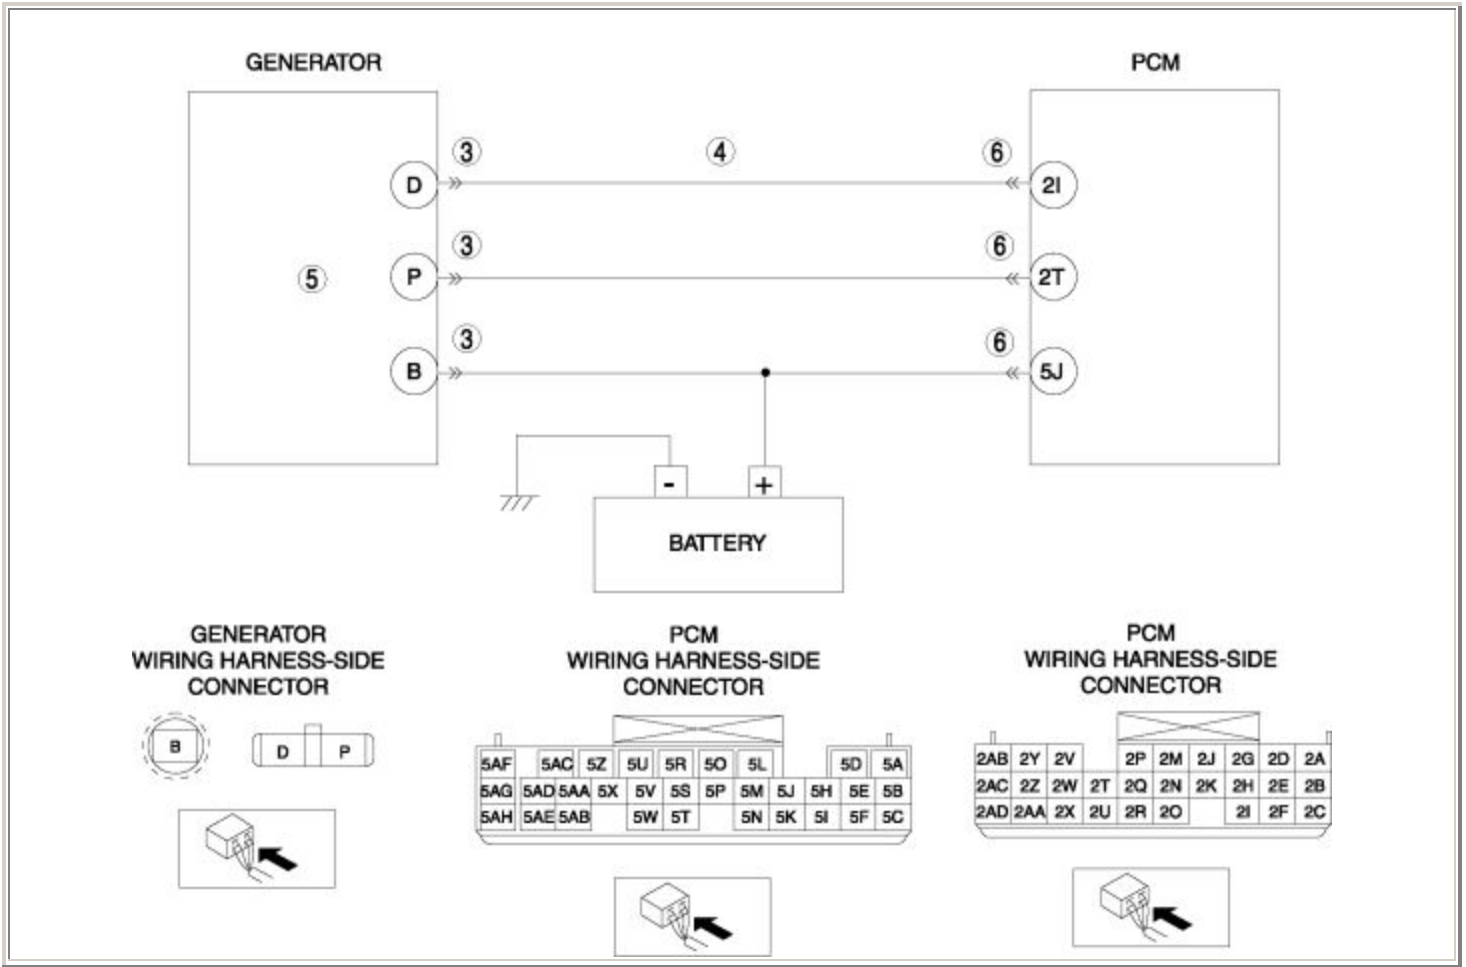 GENERATOR
PCM
3
4
6
D
2I
3
6
5
P
2T
3
6
B
5J
-
+
BATTERY
GENERATOR
WIRING HARNESS-SIDE
CONNECTOR
B
D
P
PCM
WIRING HARNESS-SIDE
CONNECTOR
5AF 5AC 5Z 5U 5R 5O 5L 5D 5A
5AG 5AD 5AA 5X 5V 5S 5P 5M 5J 5H 5E 5B
5AH 5AE 5AB 5W 5T 5N 5K 5I 5F 5C
PCM
WIRING HARNESS-SIDE
CONNECTOR
2AB 2Y 2V 2P 2M 2J 2G 2D 2A
2AC 2Z 2W 2T 2Q 2N 2K 2H 2E 2B
2AD 2AA 2X 2U 2R 2O 2I 2F 2C